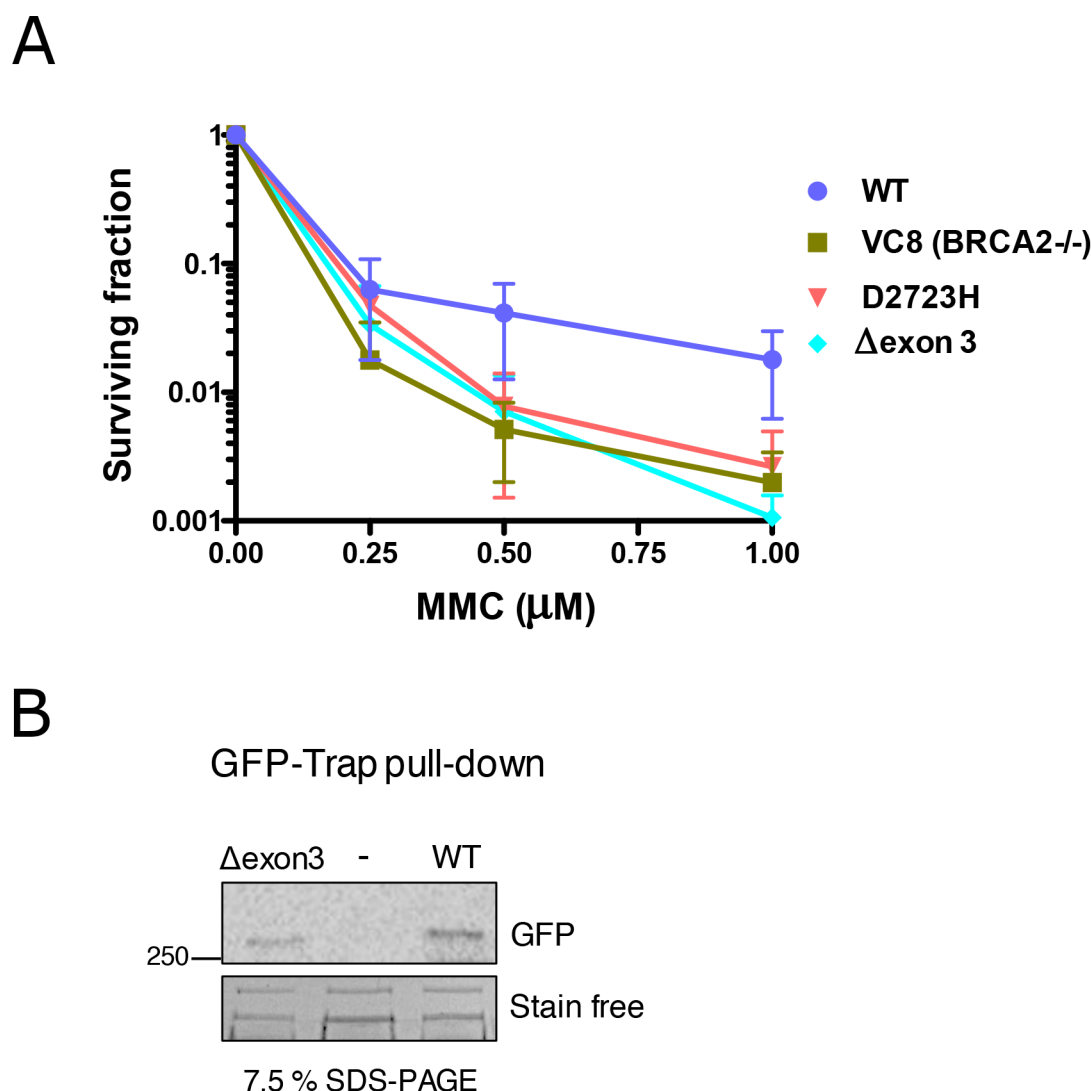 A
Surviving fraction
1
0.1
0.01
0.001
0.00 0.25 0.50 0.75 1.00
MMC (μM)
WT
VC8 (BRCA2-/-)
D2723H
Δexon 3
B
GFP-Trap pull-down
Δexon3 - WT
GFP
250
Stain free
7.5 % SDS-PAGE